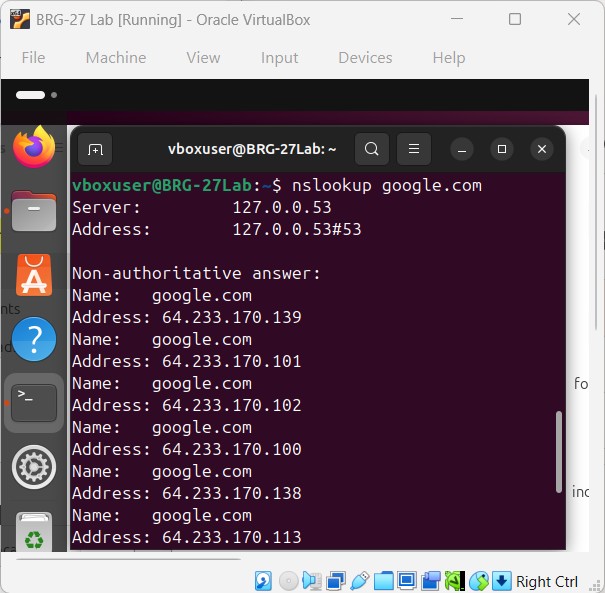 BRG-27 Lab [Running] - Oracle VirtualBox
File Machine View Input Devices Help
vboxuser@BRG-27Lab: ~
vboxuser@BRG-27Lab:~$ nslookup google.com
Server: 127.0.0.53
Address: 127.0.0.53#53
Non-authoritative answer:
Name: google.com
Address: 64.233.170.139
Name: google.com
Address: 64.233.170.101
Name: google.com
Address: 64.233.170.102
Name: google.com
Address: 64.233.170.100
Name: google.com
Address: 64.233.170.138
Name: google.com
Address: 64.233.170.113
Right Ctrl